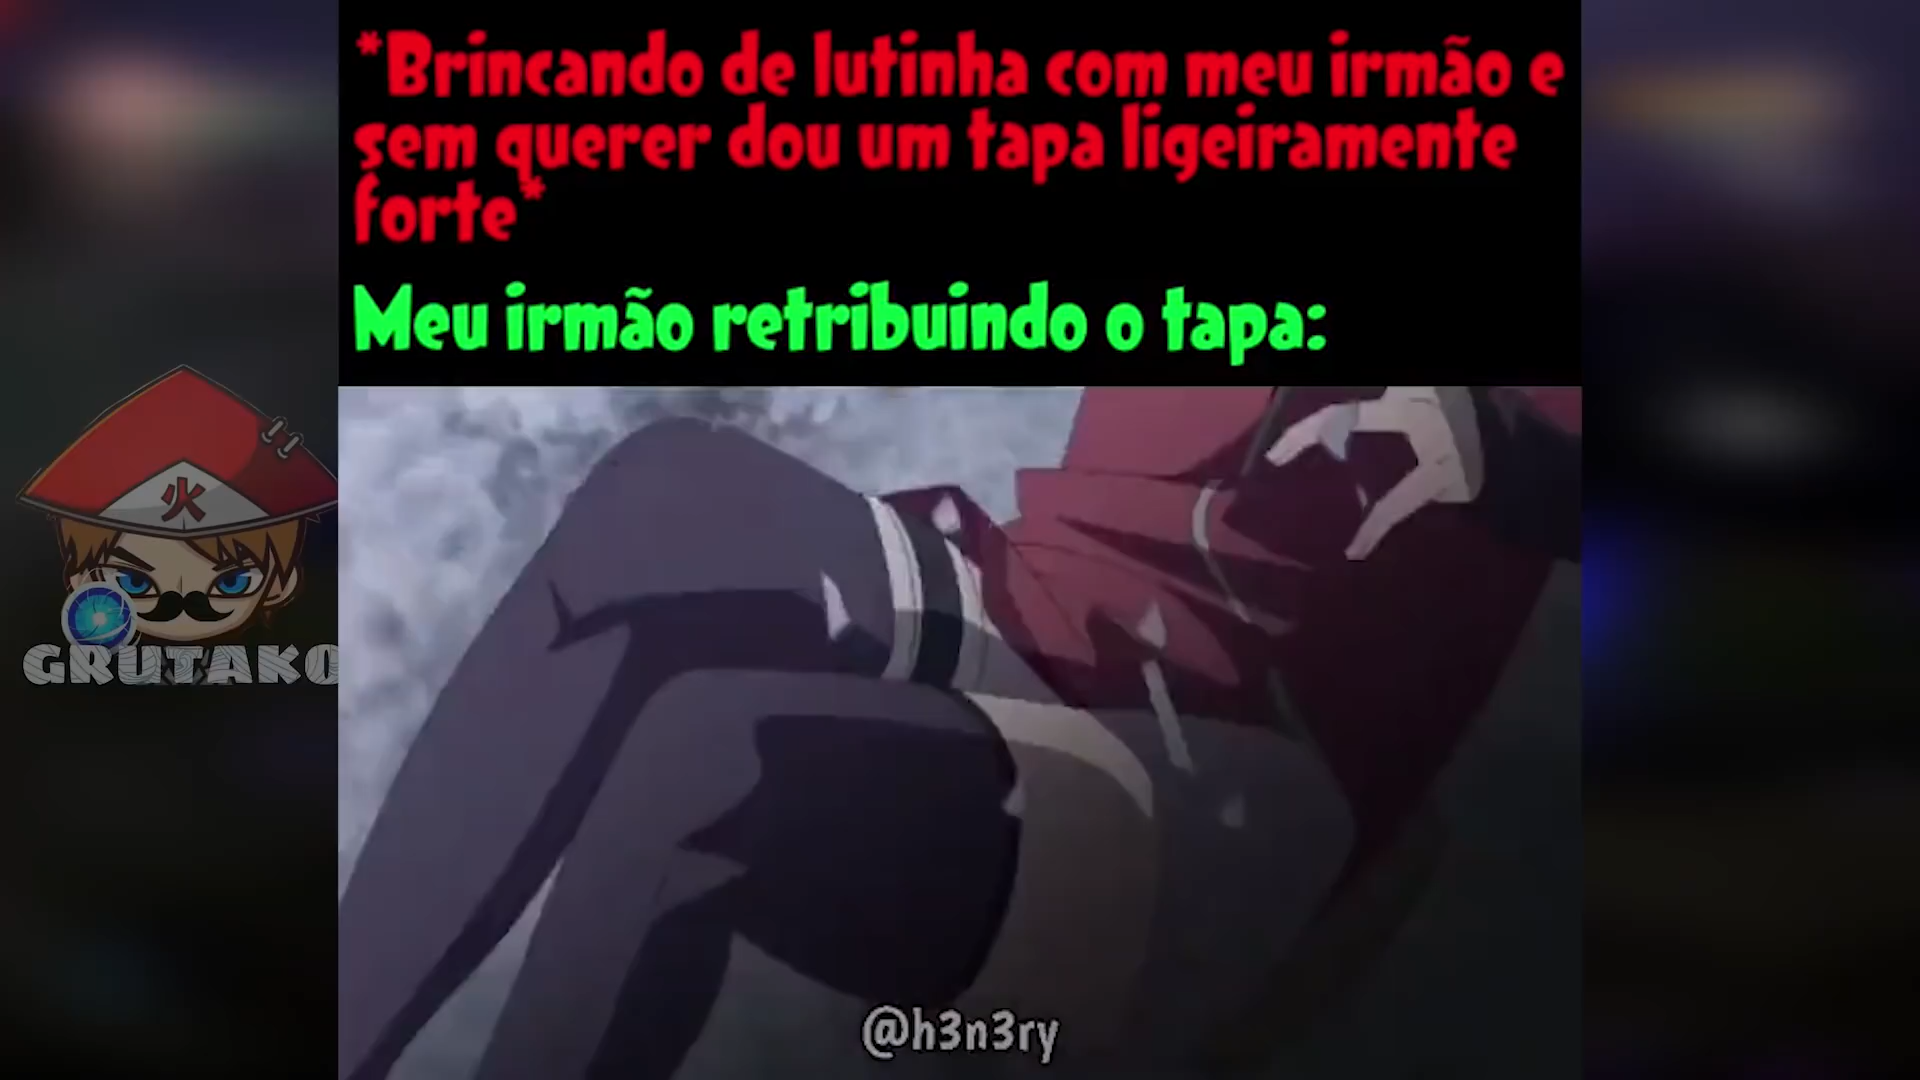 *Brincando de lutinha com meu irmão e
sem querer dou um tapa ligeiramente
forte*
Meu irmão retribuindo o tapa:
火
GRUTAKO
@h3n3ry